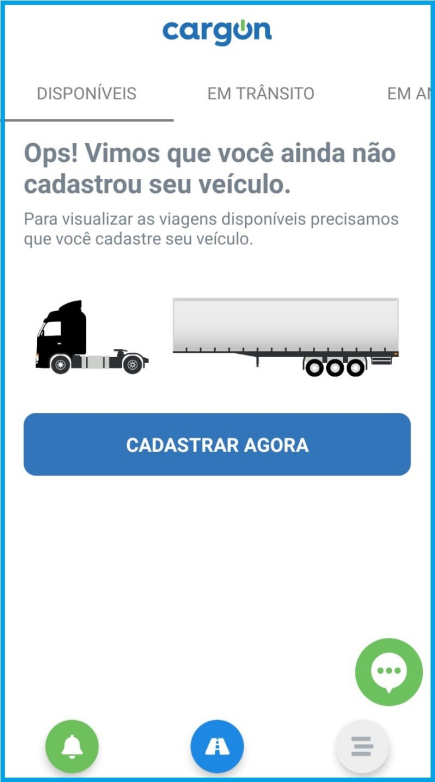 cargon
DISPONÍVEIS
EM TRÂNSITO
EM
Ops! Vimos que você ainda não
cadastrou seu veículo.
Para visualizar as viagens disponíveis precisamos
que você cadastre seu veículo.
CADASTRAR AGORA